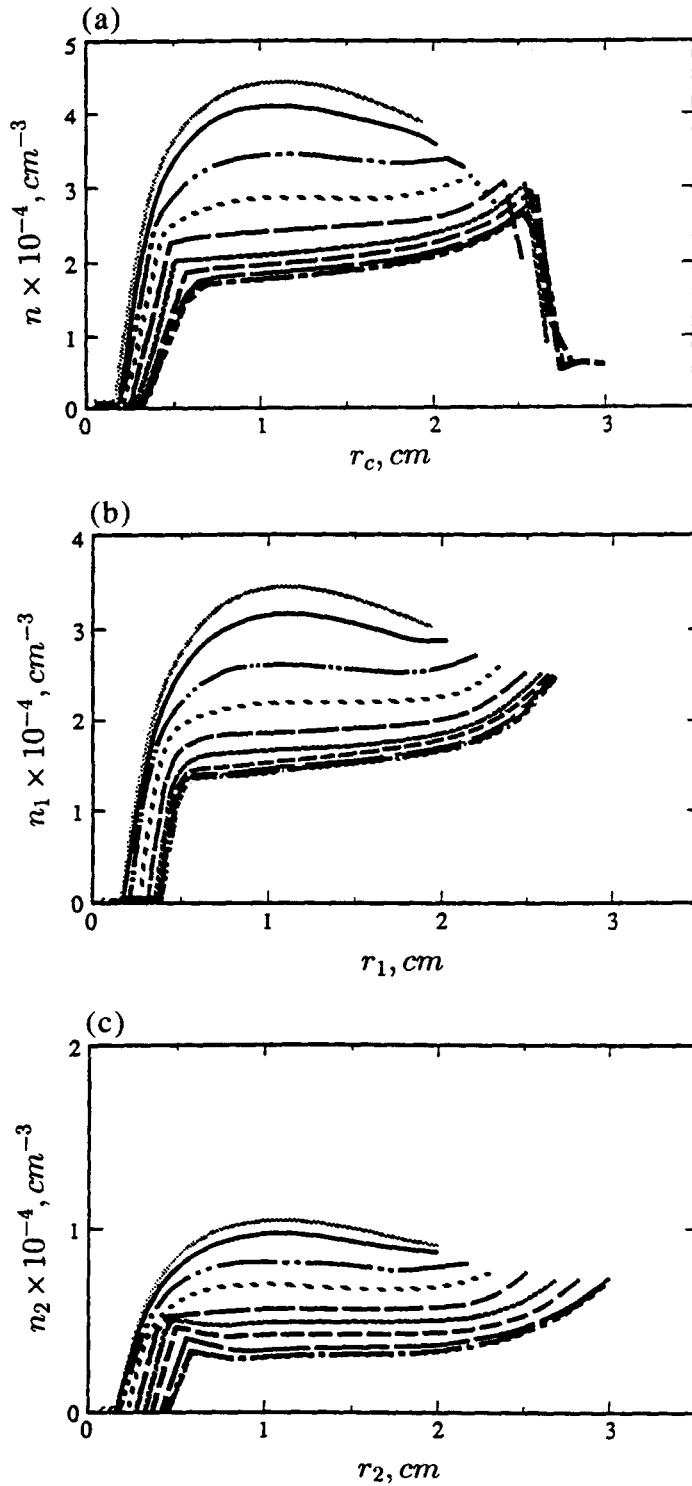 (a)
5
4
3
2
1
0
n × 10⁻⁴, cm⁻³
0 1 2 3
r_c, cm
(b)
4
3
2
1
0
n₁ × 10⁻⁴, cm⁻³
0 1 2 3
r₁, cm
(c)
2
1
0
n₂ × 10⁻⁴, cm⁻³
0 1 2 3
r₂, cm